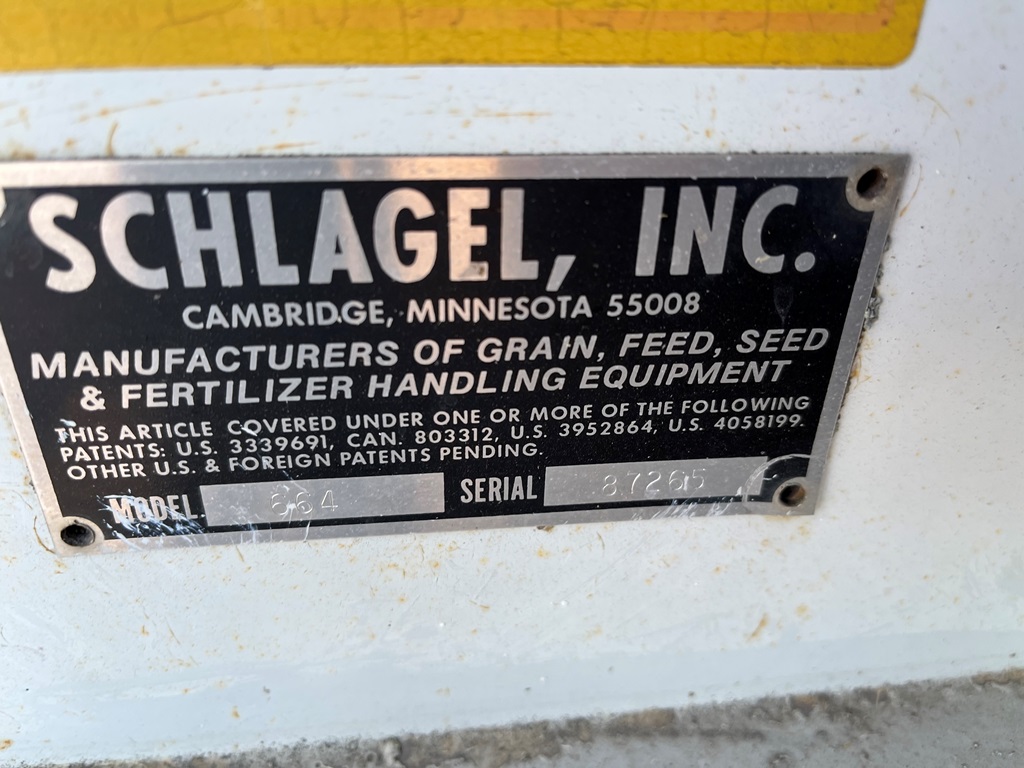 SCHLAGEL, INC.
CAMBRIDGE, MINNESOTA 55008
MANUFACTURERS OF GRAIN, FEED, SEED
& FERTILIZER HANDLING EQUIPMENT
THIS ARTICLE COVERED UNDER ONE OR MORE OF THE FOLLOWING
PATENTS: U.S. 3339691, CAN. 803312, U.S. 3952864, U.S. 4058199.
OTHER U.S. & FOREIGN PATENTS PENDING.
MODEL. 664 SERIAL 87265